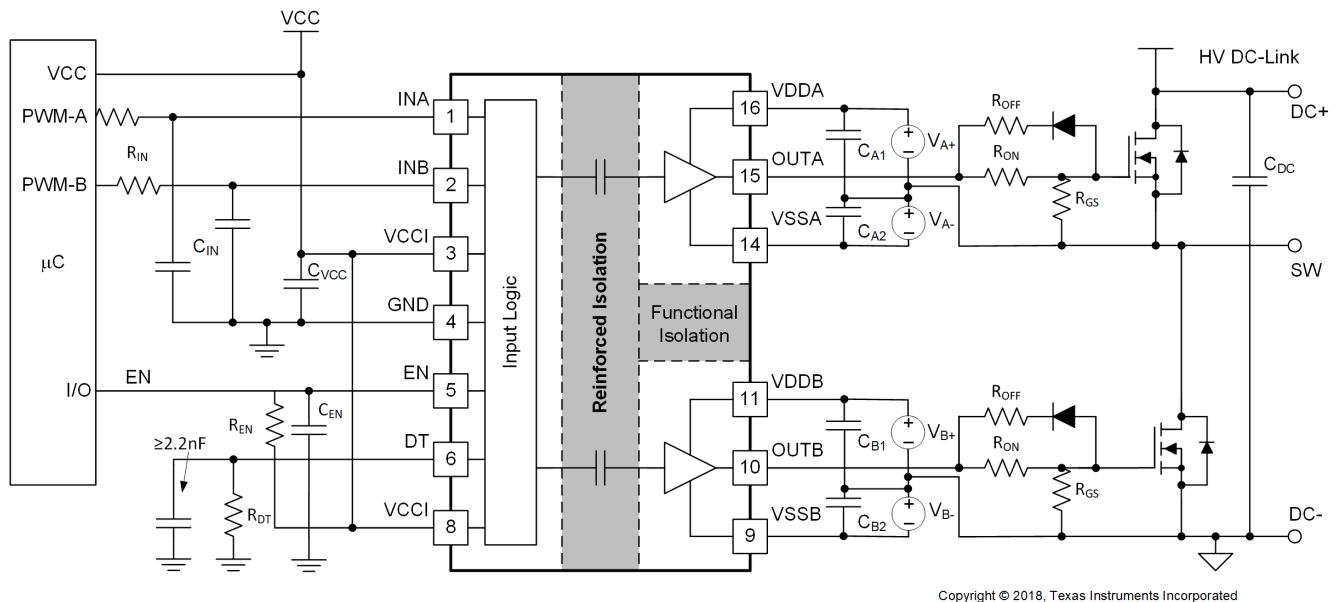 VCC
HV DC-Link
VCC
PWM-A
RIN
PWM-B
CIN
CVCC
μC
I/O
EN
REN
CEN
≥2.2nF
RDT
INA
1
INB
2
VCCI
3
GND
4
EN
5
DT
6
VCCI
8
Input Logic
Reinforced Isolation
Functional
Isolation
16
VDDA
15
OUTA
14
VSSA
11
VDDB
10
OUTB
9
VSSB
CA1
VA+
CA2
VA-
ROFF
RON
RGS
CDC
DC+
SW
CB1
VB+
CB2
VB-
ROFF
RON
RGS
DC-
Copyright © 2018, Texas Instruments Incorporated